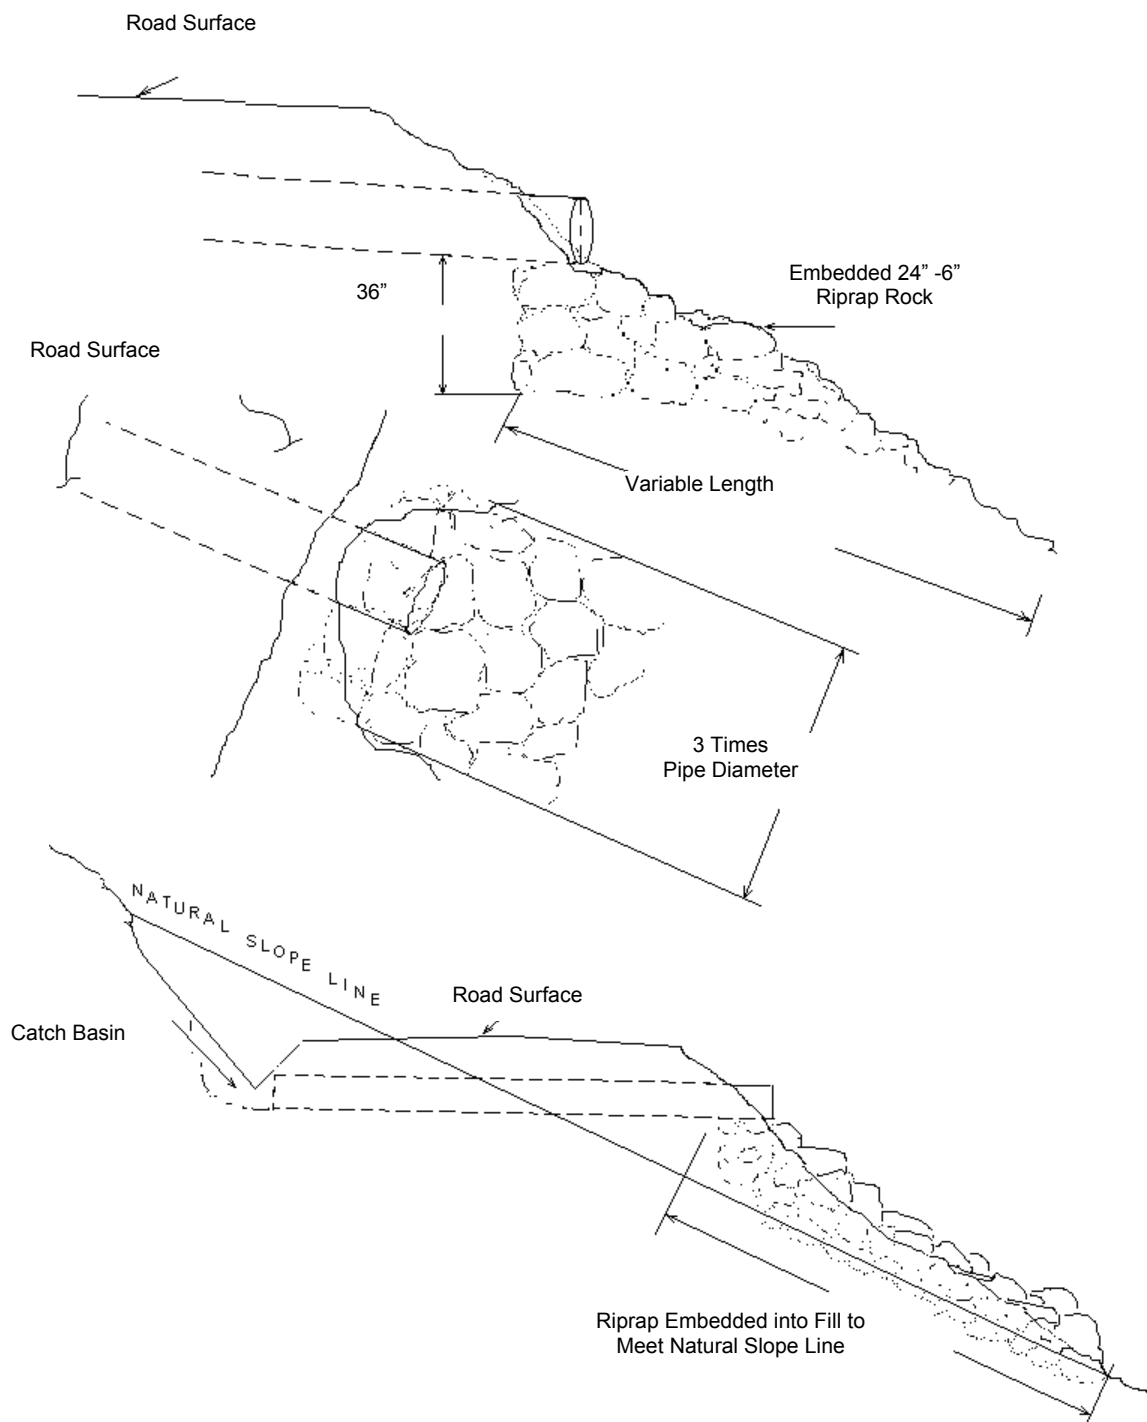 Road Surface
Embedded 24” -6”
Riprap Rock
36”
Road Surface
Variable Length
3 Times
Pipe Diameter
NATURAL SLOPE LINE
Road Surface
Catch Basin
Riprap Embedded into Fill to
Meet Natural Slope Line